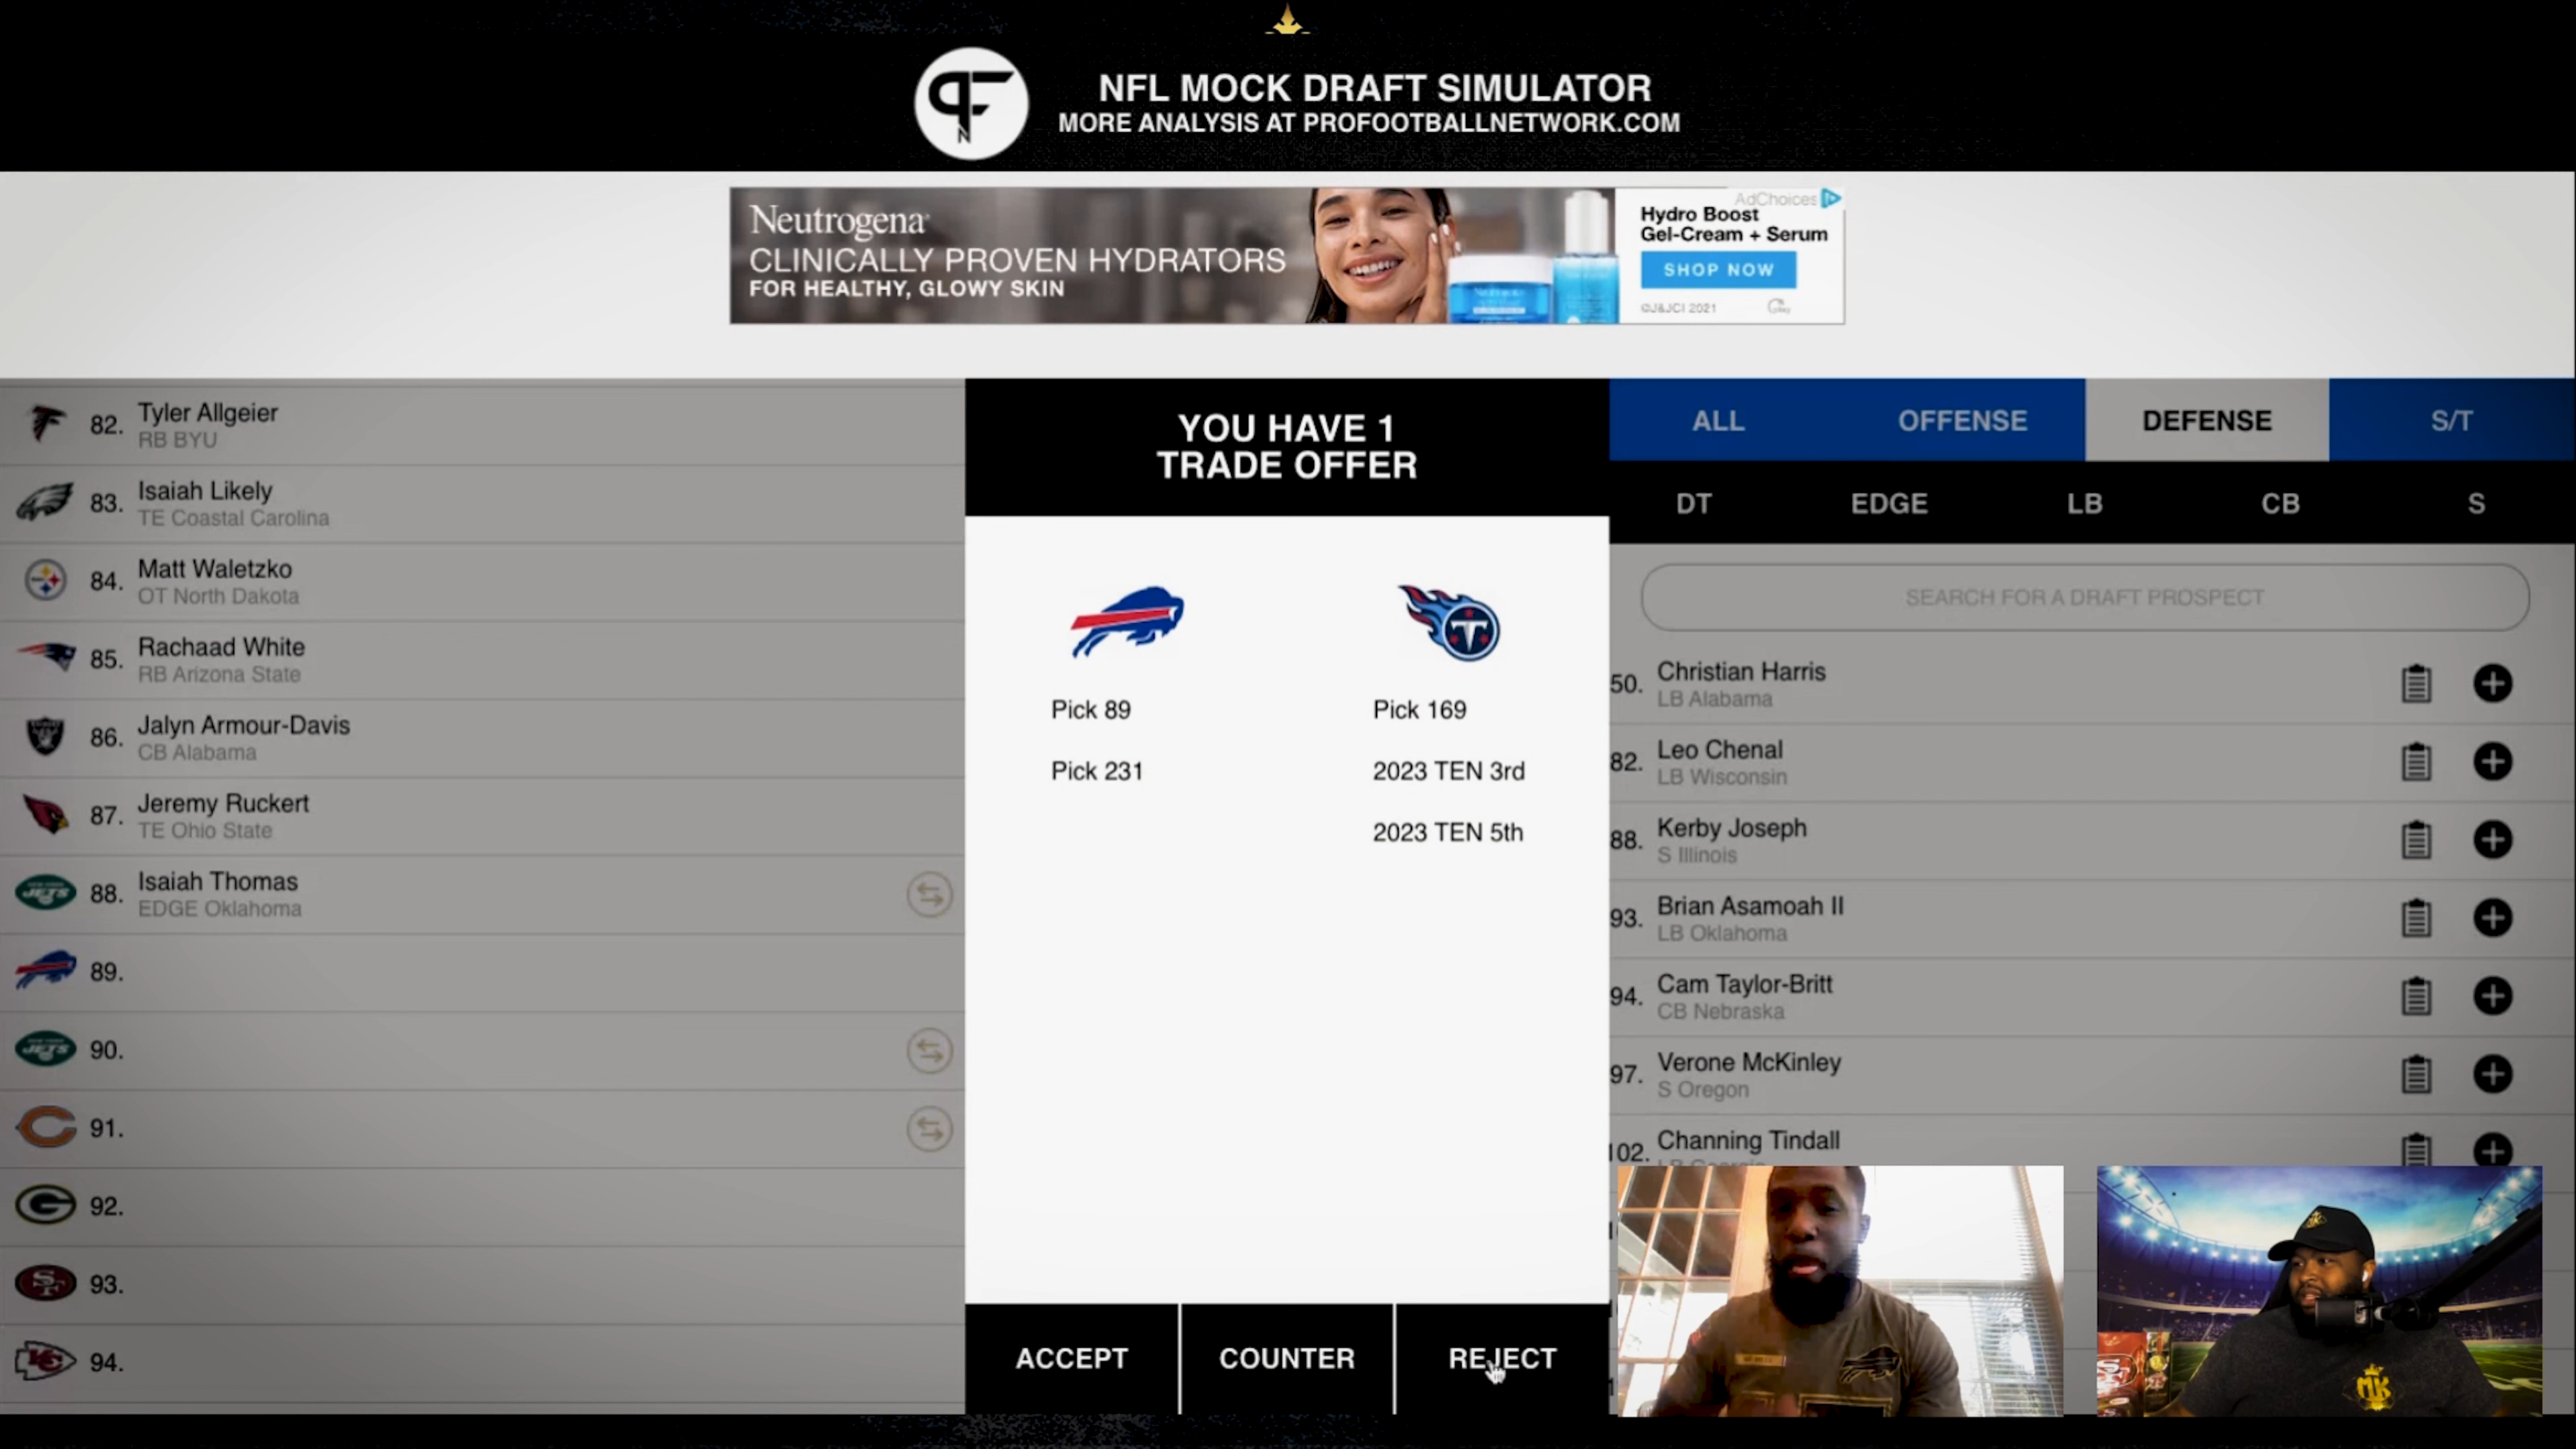 NFL MOCK DRAFT SIMULATOR
MORE ANALYSIS AT PROFOOTBALLNETWORK.COM
Neutrogena
CLINICALLY PROVEN HYDRATORS
FOR HEALTHY, GLOWY SKIN
AdChoices
Hydro Boost
Gel-Cream + Serum
SHOP NOW
©J&JCI 2021
82. Tyler Allgeier
RB BYU
83. Isaiah Likely
TE Coastal Carolina
84. Matt Waletzko
OT North Dakota
85. Rachaad White
RB Arizona State
86. Jalyn Armour-Davis
CB Alabama
87. Jeremy Ruckert
TE Ohio State
88. Isaiah Thomas
EDGE Oklahoma
89.
90.
91.
92.
93.
94.
YOU HAVE 1
TRADE OFFER
Pick 89
Pick 231
Pick 169
2023 TEN 3rd
2023 TEN 5th
ACCEPT COUNTER REJECT
ALL OFFENSE DEFENSE S/T
DT EDGE LB CB S
SEARCH FOR A DRAFT PROSPECT
50. Christian Harris
LB Alabama
82. Leo Chenal
LB Wisconsin
88. Kerby Joseph
S Illinois
93. Brian Asamoah II
LB Oklahoma
94. Cam Taylor-Britt
CB Nebraska
97. Verone McKinley
S Oregon
102. Channing Tindall